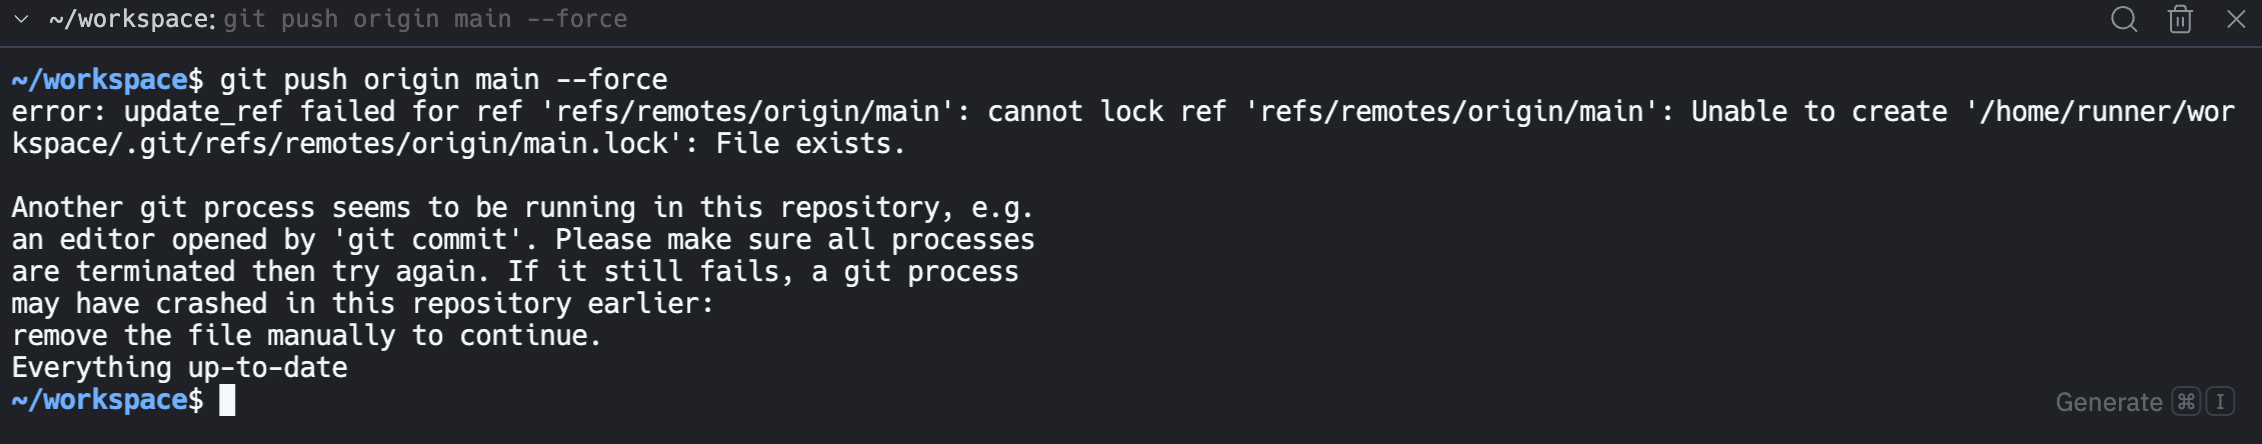 ~/workspace: git push origin main --force
~/workspace$ git push origin main --force
error: update_ref failed for ref 'refs/remotes/origin/main': cannot lock ref 'refs/remotes/origin/main': Unable to create '/home/runner/wor
kspace/.git/refs/remotes/origin/main.lock': File exists.

Another git process seems to be running in this repository, e.g.
an editor opened by 'git commit'. Please make sure all processes
are terminated then try again. If it still fails, a git process
may have crashed in this repository earlier:
remove the file manually to continue.
Everything up-to-date
~/workspace$
Generate ⌘ I